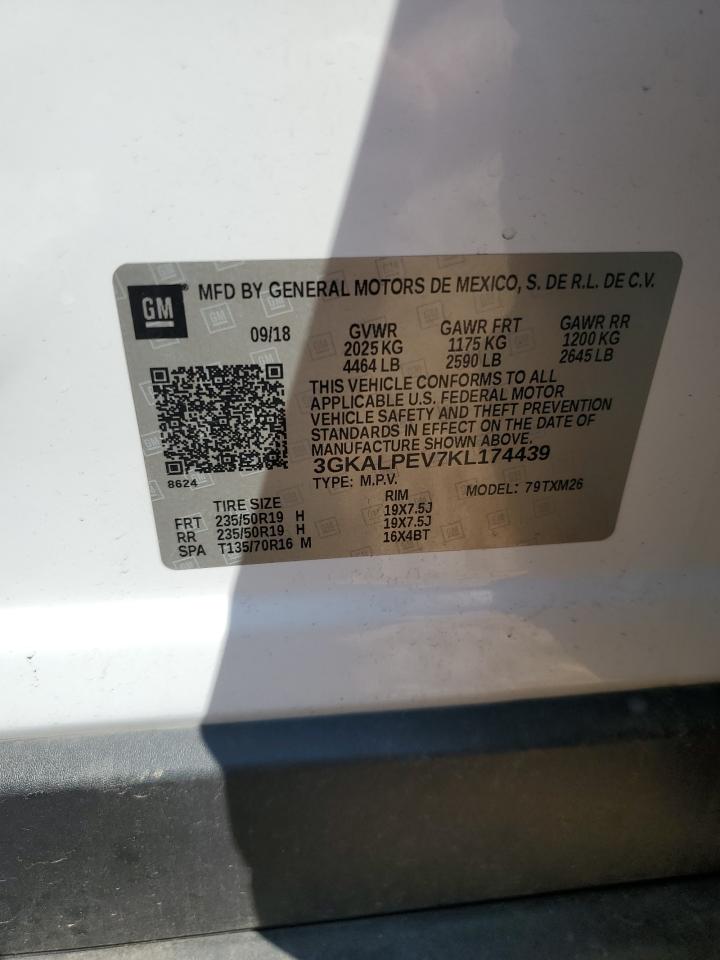 GM ® MFD BY GENERAL MOTORS DE MEXICO, S. DE R.L. DE C.V.
09/18 GVWR GAWR FRT GAWR RR
2025 KG 1175 KG 1200 KG
4464 LB 2590 LB 2645 LB
THIS VEHICLE CONFORMS TO ALL
APPLICABLE U.S. FEDERAL MOTOR
VEHICLE SAFETY AND THEFT PREVENTION
STANDARDS IN EFFECT ON THE DATE OF
MANUFACTURE SHOWN ABOVE.
3GKALPEV7KL174439
8624 TYPE: M.P.V. MODEL: 79TXM26
TIRE SIZE RIM
FRT 235/50R19 H 19X7.5J
RR 235/50R19 H 19X7.5J
SPA T135/70R16 M 16X4BT